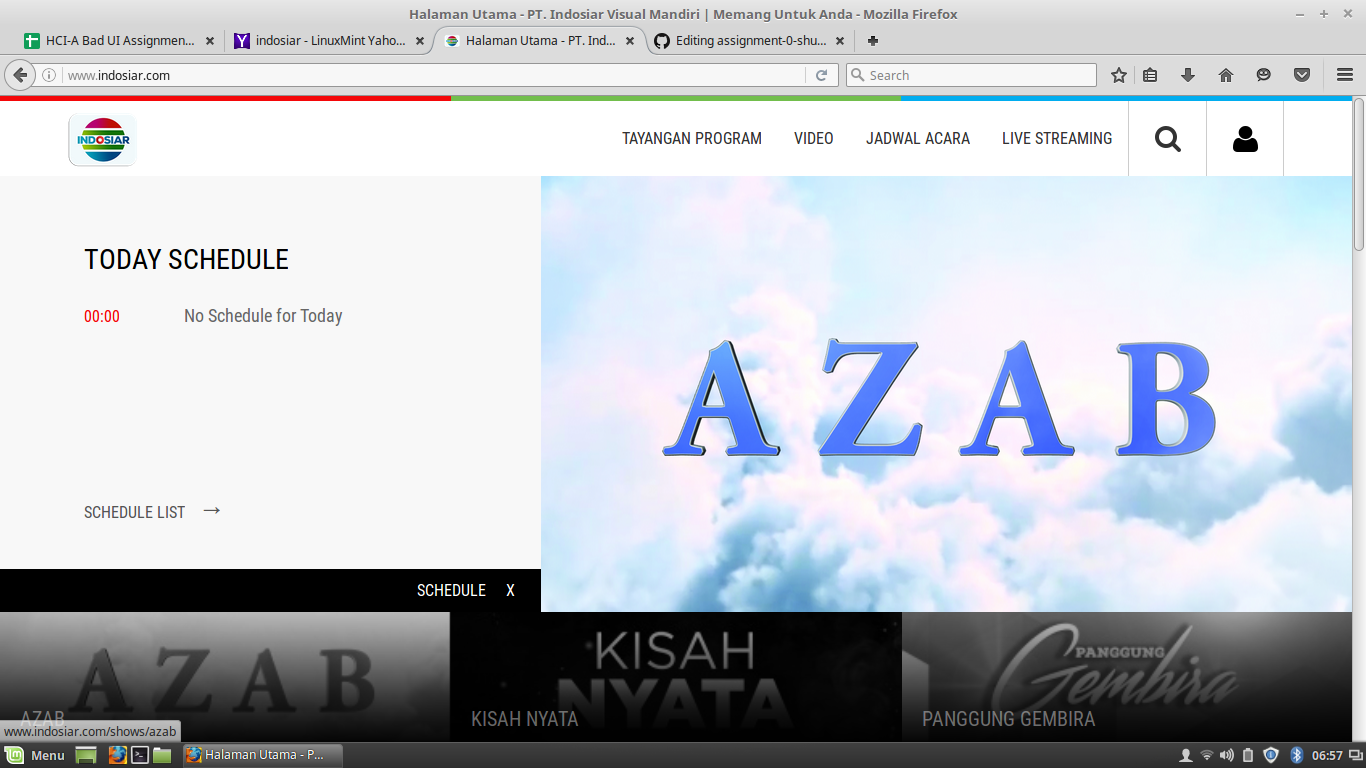 Halaman Utama - PT. Indosiar Visual Mandiri | Memang Untuk Anda - Mozilla Firefox
HCI-A Bad UI Assignmen...
indosiar - LinuxMint Yaho...
Halaman Utama - PT. Ind...
Editing assignment-0-shu...
www.indosiar.com
Search
INDOSIAR
TAYANGAN PROGRAM
VIDEO
JADWAL ACARA
LIVE STREAMING
TODAY SCHEDULE
00:00 No Schedule for Today
SCHEDULE LIST →
SCHEDULE X
AZAB
AZAB
AZAB
KISAH
NYATA
KISAH NYATA
PANGGUNG
Gembira
PANGGUNG GEMBIRA
www.indosiar.com/shows/azab
Menu
Halaman Utama - P...
06:57